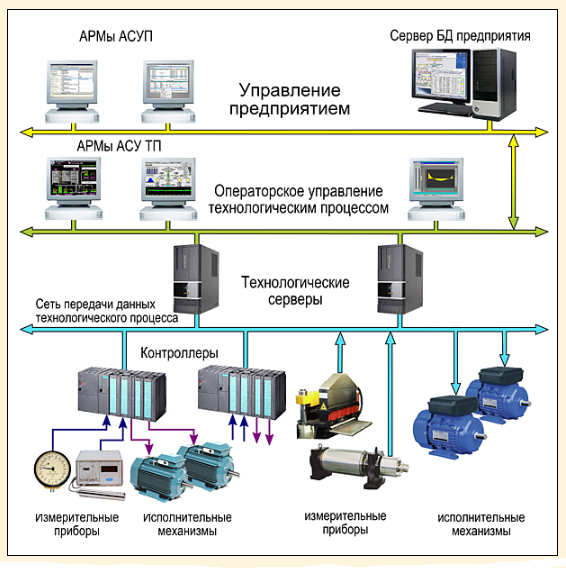 АРМы АСУП
Сервер БД предприятия
Управление
предприятием
АРМы АСУ ТП
Операторское управление
технологическим процессом
Технологические
серверы
Сеть передачи данных
технологического процесса
Контроллеры
измерительные
приборы
исполнительные
механизмы
измерительные
приборы
исполнительные
механизмы